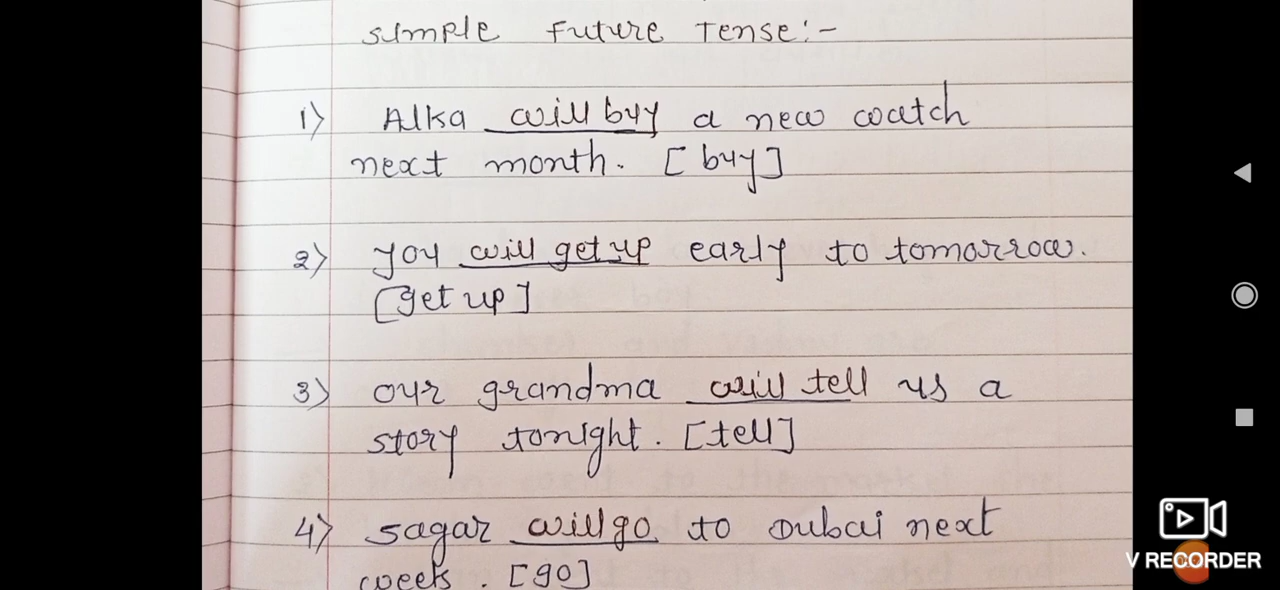 Simple Future Tense:-
1) Alka will buy a new watch
next month. [buy]
2) you will get up early to tomorrow.
[get up]
3) our grandma will tell us a
story tonight. [tell]
4) sagar will go to Dubai next
week. [go]
V RECORDER